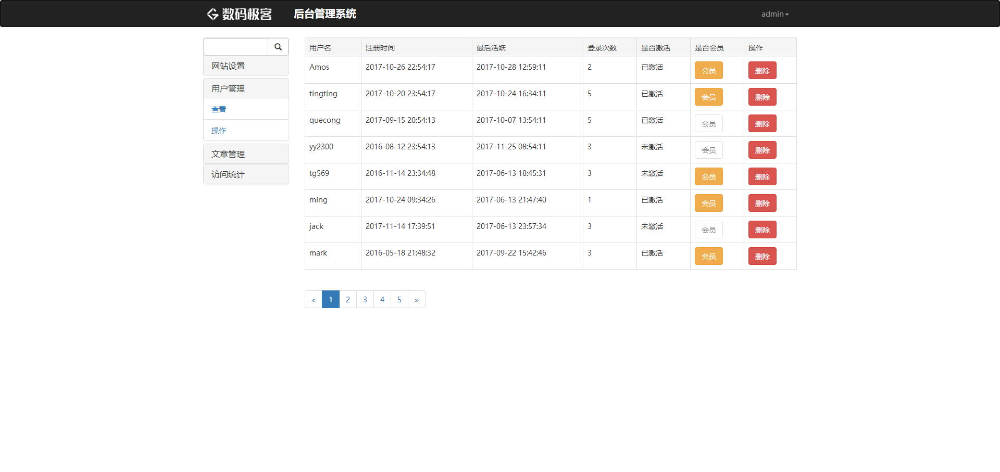 数码极客 后台管理系统 admin
网站设置
用户管理
查看
操作
文章管理
访问统计
用户名 注册时间 最后活跃 登录次数 是否激活 是否会员 操作
Amos 2017-10-26 22:54:17 2017-10-28 12:59:11 2 已激活 会员 删除
tingting 2017-10-20 23:54:17 2017-10-24 16:34:11 5 已激活 会员 删除
quecong 2017-09-15 20:54:13 2017-10-07 13:54:11 5 已激活 会员 删除
yy2300 2016-08-12 23:54:13 2017-11-25 08:54:11 3 未激活 会员 删除
tg569 2016-11-14 23:34:48 2017-06-13 18:45:31 3 未激活 会员 删除
ming 2017-10-24 09:34:26 2017-06-13 21:47:40 1 已激活 会员 删除
jack 2017-11-14 17:39:51 2017-06-13 23:57:34 3 未激活 会员 删除
mark 2016-05-18 21:48:32 2017-09-22 15:42:46 3 已激活 会员 删除
« 1 2 3 4 5 »